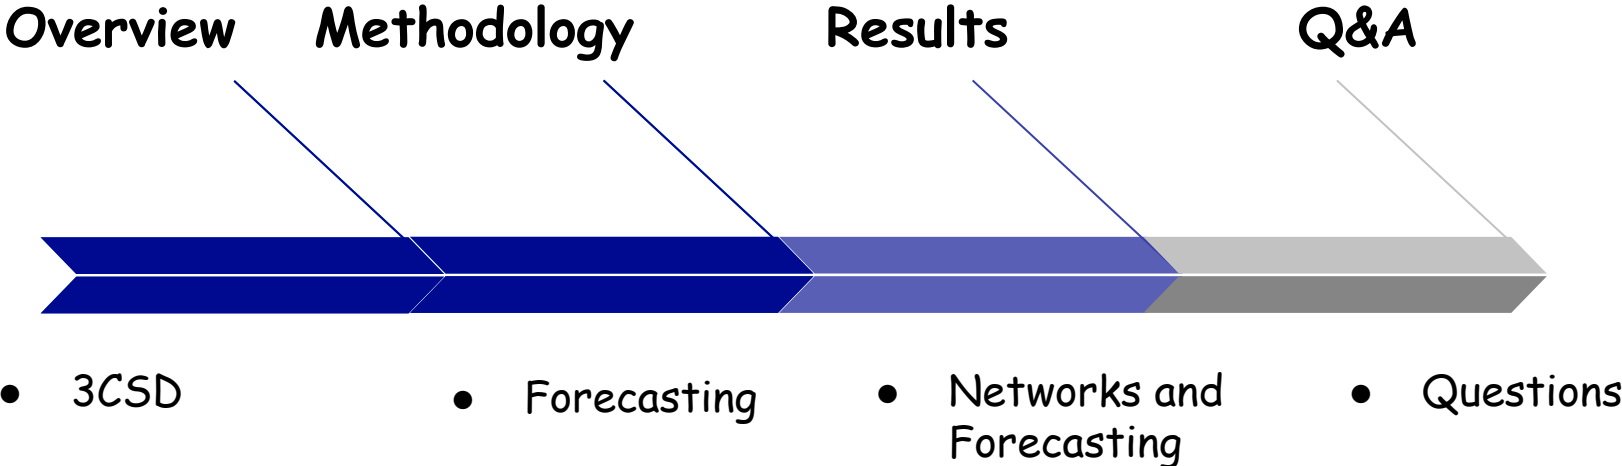 Overview
Methodology
Results
Q&A
● 3CSD
● Forecasting
● Networks and
Forecasting
● Questions